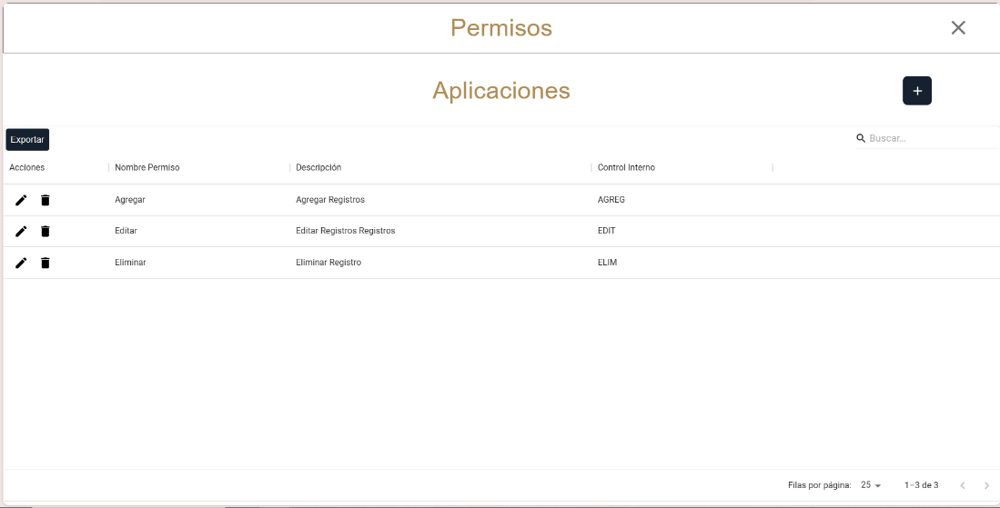 Permisos
Aplicaciones
Exportar
Buscar...
Acciones Nombre Permiso Descripción Control Interno
Agregar Agregar Registros AGREG
Editar Editar Registros Registros EDIT
Eliminar Eliminar Registro ELIM
Filas por página: 25 1–3 de 3